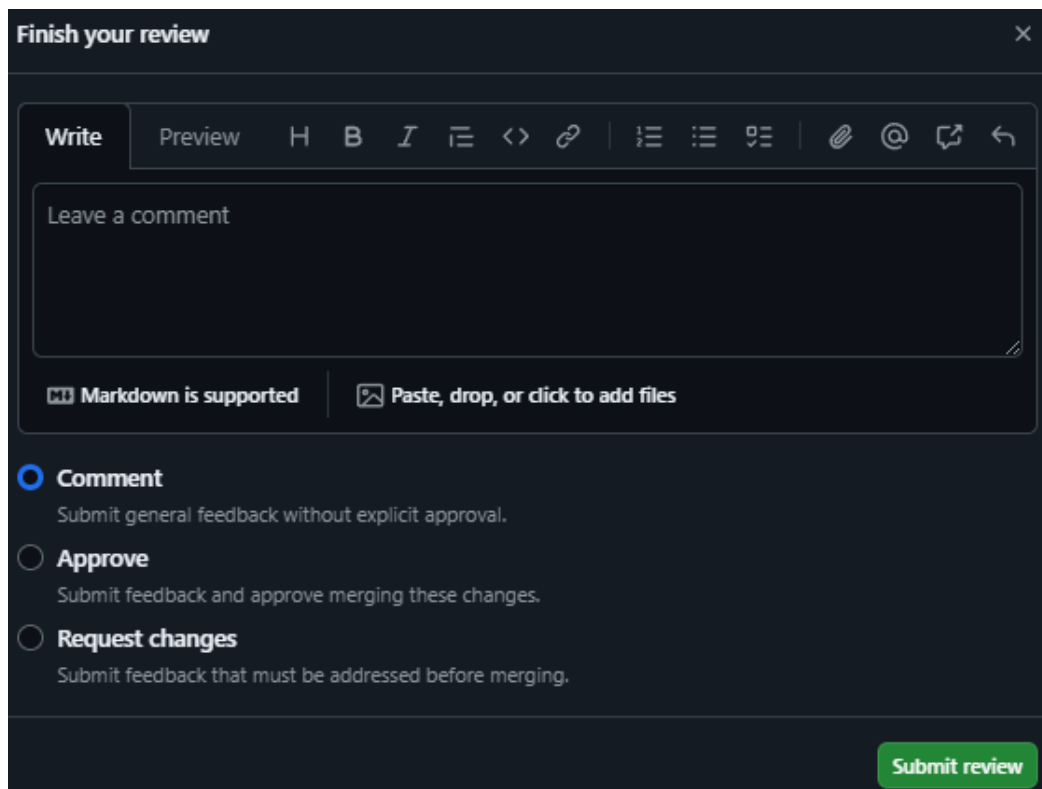 Finish your review
Write Preview
Leave a comment
Markdown is supported Paste, drop, or click to add files
Comment
Submit general feedback without explicit approval.
Approve
Submit feedback and approve merging these changes.
Request changes
Submit feedback that must be addressed before merging.
Submit review